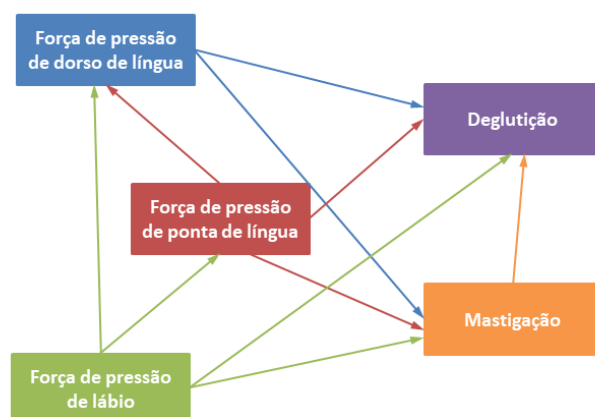 Força de pressão
de dorso de língua
Deglutição
Força de pressão
de ponta de língua
Mastigação
Força de pressão
de lábio